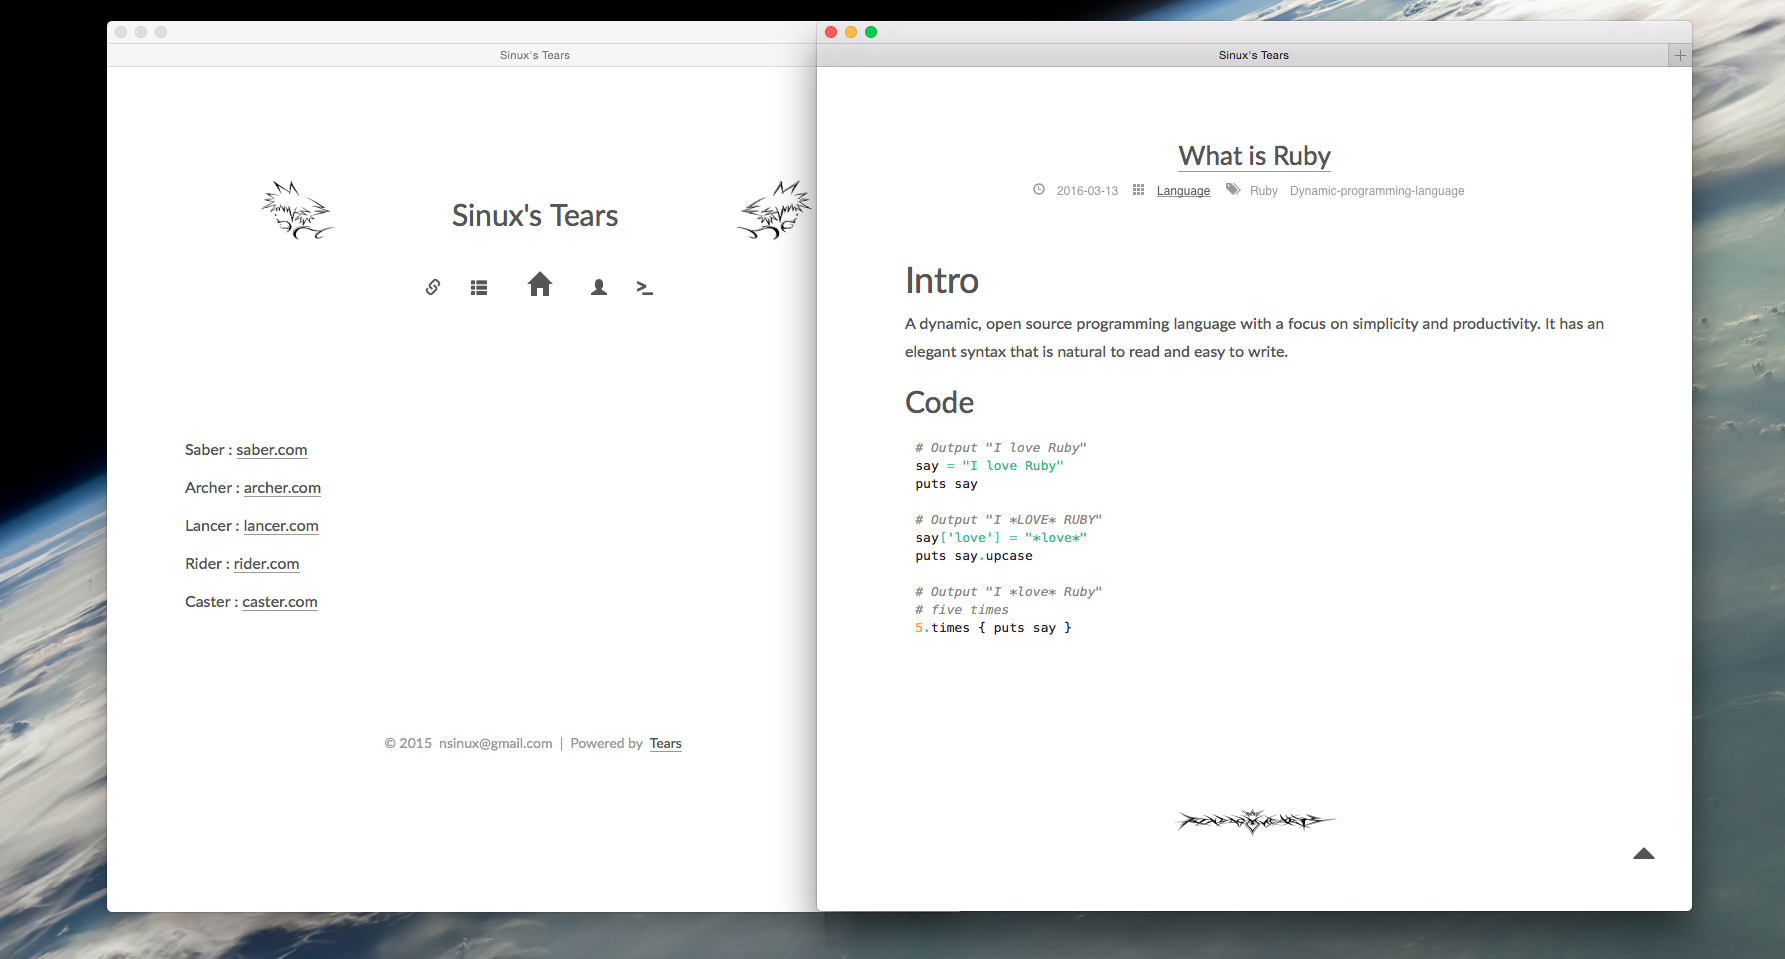 Sinux's Tears
Sinux's Tears
Saber : saber.com
Archer : archer.com
Lancer : lancer.com
Rider : rider.com
Caster : caster.com
© 2015 nsinux@gmail.com | Powered by Tears
Sinux's Tears
What is Ruby
2016-03-13 Language Ruby Dynamic-programming-language
Intro
A dynamic, open source programming language with a focus on simplicity and productivity. It has an
elegant syntax that is natural to read and easy to write.
Code
# Output "I love Ruby"
say = "I love Ruby"
puts say
# Output "I *LOVE* RUBY"
say['love'] = "*love*"
puts say.upcase
# Output "I *love* Ruby"
# five times
5.times { puts say }